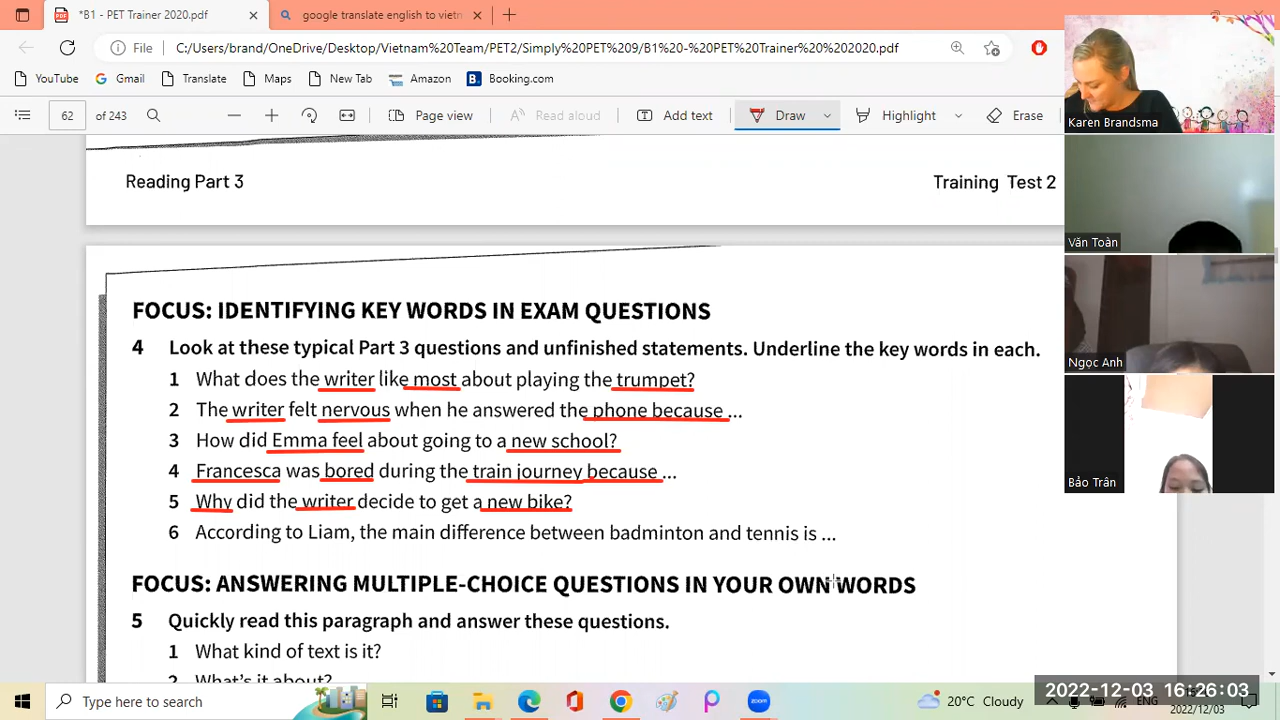 *B1 - PET Trainer 2020.pdf
google translate english to vietn
File
C:/Users/brand/OneDrive/Desktop/Vietnam%20Team/PET2/Simply%20PET%209/B1%20-%20PET%20Trainer%20%202020.pdf
YouTube
Gmail
Translate
Maps
New Tab
Amazon
B. Booking.com
62 of 243
Read aloud
Add text
Draw
Highlight
Erase
Karen Brandsma
Văn Toàn
Ngọc Anh
Bảo Trân
Reading Part 3
Training Test 2
FOCUS: IDENTIFYING KEY WORDS IN EXAM QUESTIONS
4 Look at these typical Part 3 questions and unfinished statements. Underline the key words in each.
1 What does the writer like most about playing the trumpet?
2 The writer felt nervous when he answered the phone because ...
3 How did Emma feel about going to a new school?
4 Francesca was bored during the train journey because ...
5 Why did the writer decide to get a new bike?
6 According to Liam, the main difference between badminton and tennis is ...
FOCUS: ANSWERING MULTIPLE-CHOICE QUESTIONS IN YOUR OWN WORDS
5 Quickly read this paragraph and answer these questions.
1 What kind of text is it?
2 What's it about?
Type here to search
zoom
20°C Cloudy
ENG
2022-12-03 16:26:03
2022/12/03